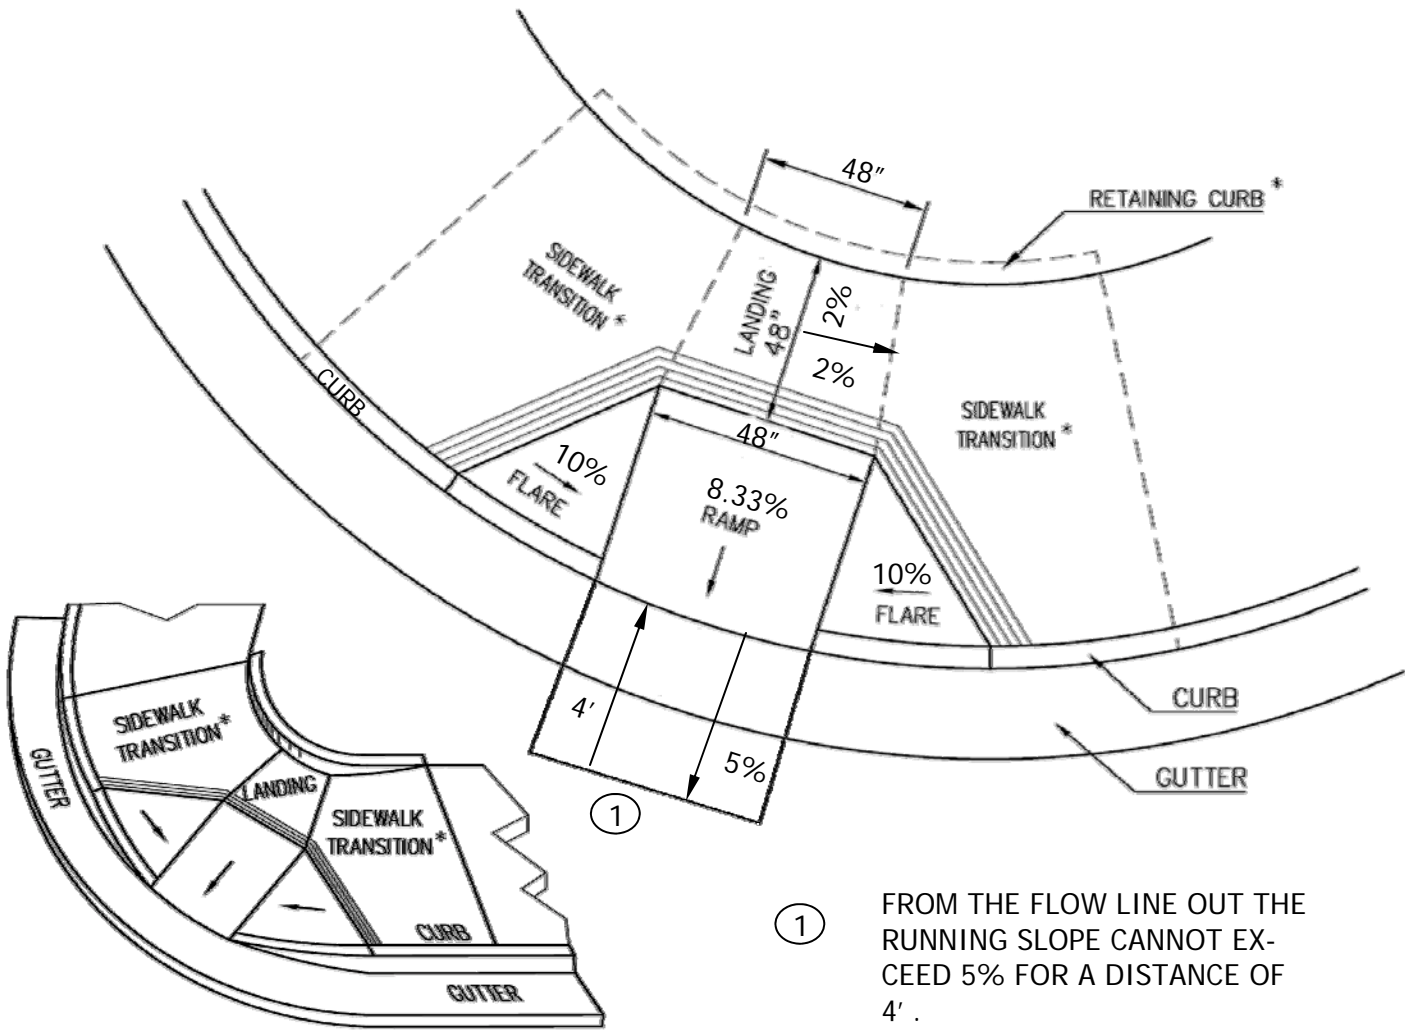 48"
RETAINING CURB *
SIDEWALK
TRANSITION *
LANDING
48"
2%
2%
CURB
SIDEWALK
TRANSITION *
48"
10%
FLARE
8.33%
RAMP
10%
FLARE
4'
5%
1
CURB
GUTTER
SIDEWALK
TRANSITION *
GUTTER
LANDING
SIDEWALK
TRANSITION *
CURB
GUTTER
1
FROM THE FLOW LINE OUT THE
RUNNING SLOPE CANNOT EX-
CEED 5% FOR A DISTANCE OF
4' .